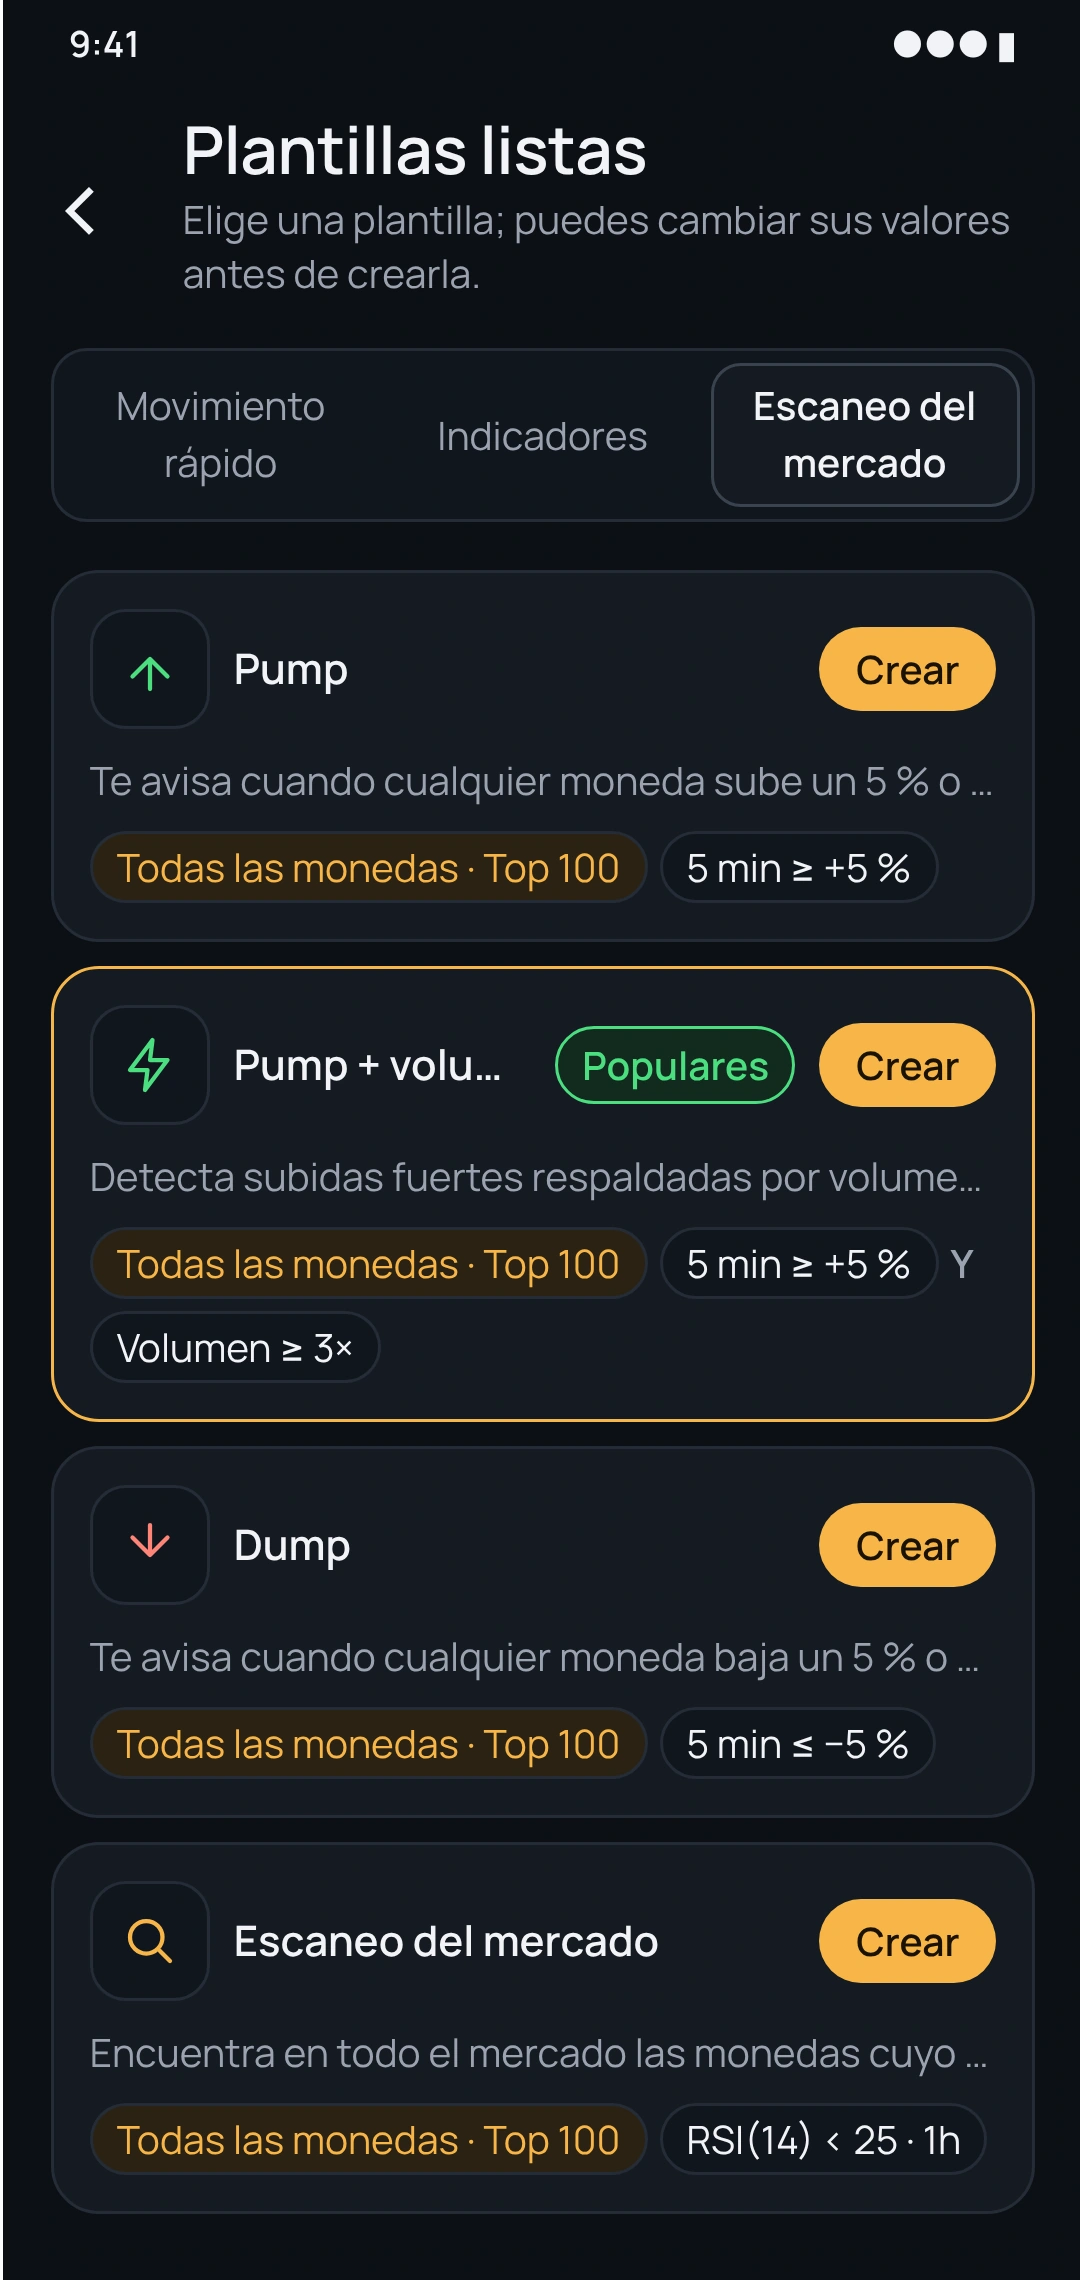 9:41
Plantillas listas
Elige una plantilla; puedes cambiar sus valores
antes de crearla.
Movimiento
rápido
Indicadores
Escaneo del
mercado
Pump
Crear
Te avisa cuando cualquier moneda sube un 5 % o ...
Todas las monedas · Top 100
5 min ≥ +5 %
Pump + volu...
Populares
Crear
Detecta subidas fuertes respaldadas por volume...
Todas las monedas · Top 100
5 min ≥ +5 %
Y
Volumen ≥ 3×
Dump
Crear
Te avisa cuando cualquier moneda baja un 5 % o ...
Todas las monedas · Top 100
5 min ≤ −5 %
Escaneo del mercado
Crear
Encuentra en todo el mercado las monedas cuyo ...
Todas las monedas · Top 100
RSI(14) < 25 · 1h